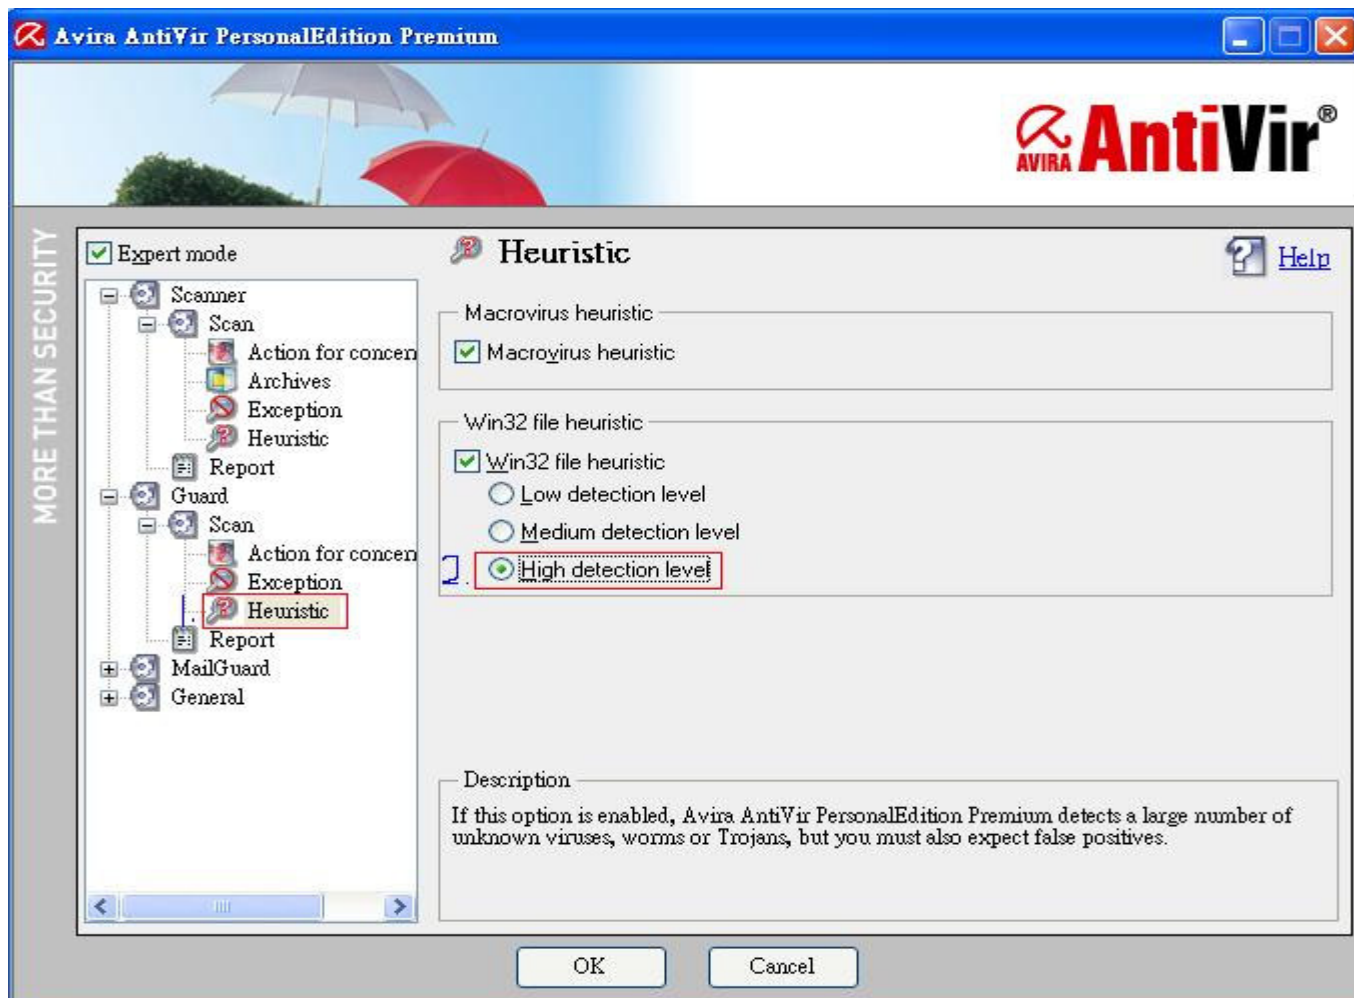 Avira AntiVir PersonalEdition Premium
AVIRA AntiVir®
MORE THAN SECURITY
Expert mode
Scanner
Scan
Action for concen
Archives
Exception
Heuristic
Report
Guard
Scan
Action for concen
Exception
1. Heuristic
Report
MailGuard
General
Heuristic
Help
Macrovirus heuristic
Macrovirus heuristic
Win32 file heuristic
Win32 file heuristic
Low detection level
Medium detection level
2. High detection level
Description
If this option is enabled, Avira AntiVir PersonalEdition Premium detects a large number of
unknown viruses, worms or Trojans, but you must also expect false positives.
OK
Cancel